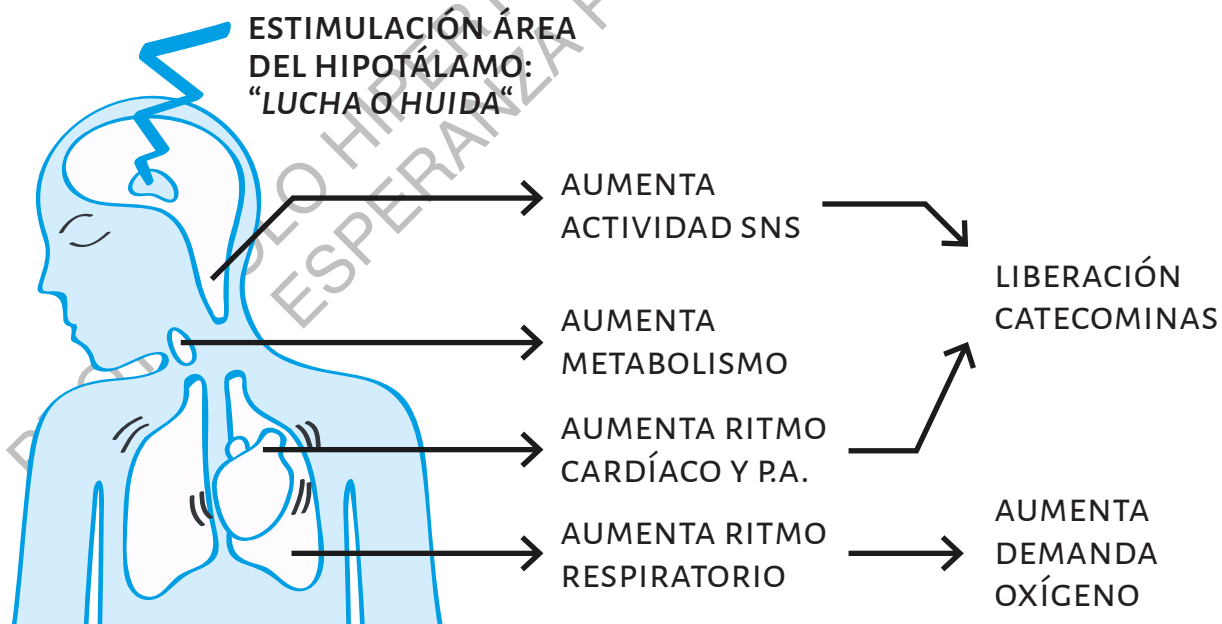 ESTIMULACIÓN ÁREA
DEL HIPOTÁLAMO:
“LUCHA O HUIDA“
AUMENTA
ACTIVIDAD SNS
LIBERACIÓN
CATECOMINAS
AUMENTA
METABOLISMO
AUMENTA RITMO
CARDÍACO Y P.A.
AUMENTA RITMO
RESPIRATORIO
AUMENTA
DEMANDA
OXÍGENO
ESPERANZA